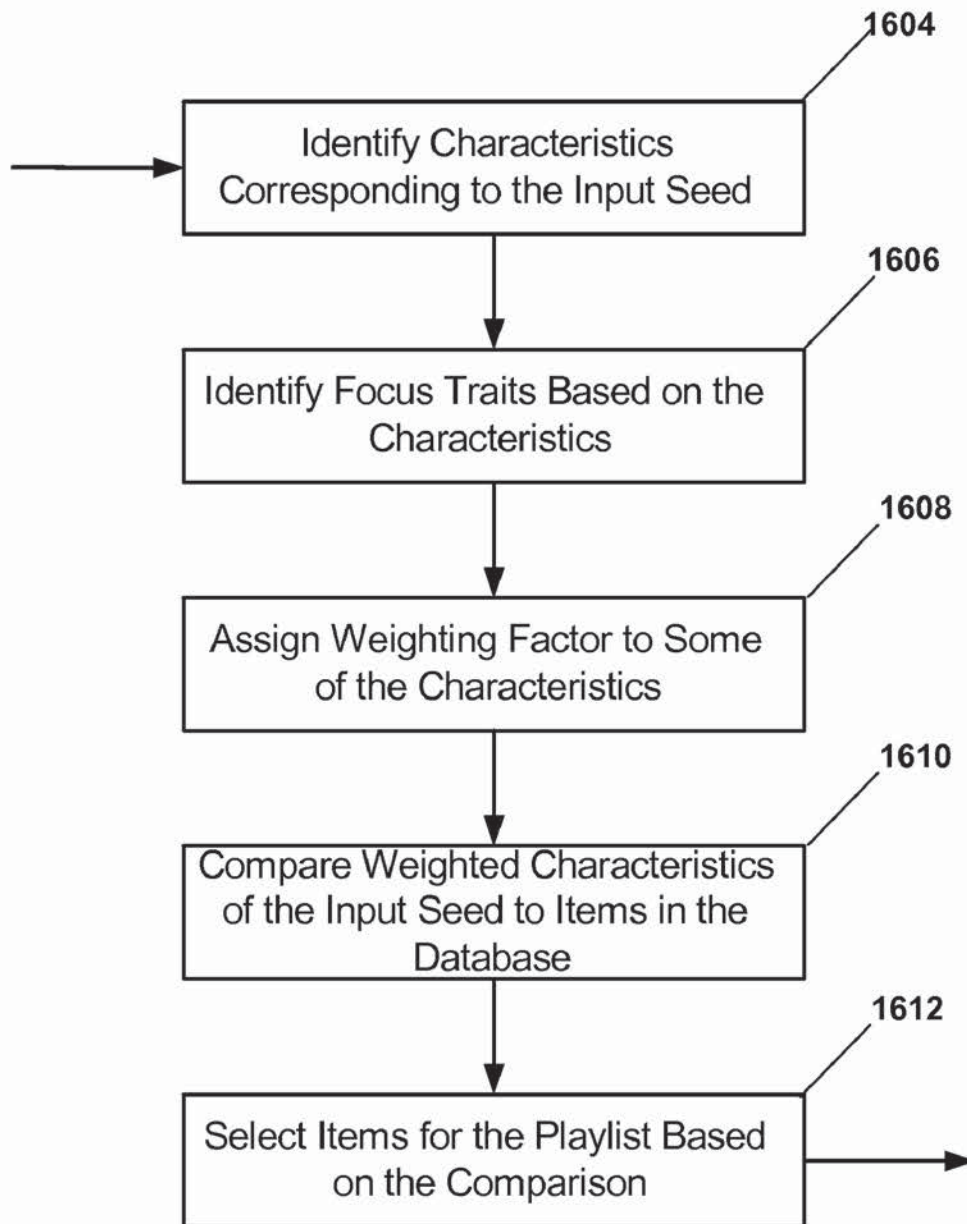 1604
Identify Characteristics
Corresponding to the Input Seed
1606
Identify Focus Traits Based on the
Characteristics
1608
Assign Weighting Factor to Some
of the Characteristics
1610
Compare Weighted Characteristics
of the Input Seed to Items in the
Database
1612
Select Items for the Playlist Based
on the Comparison